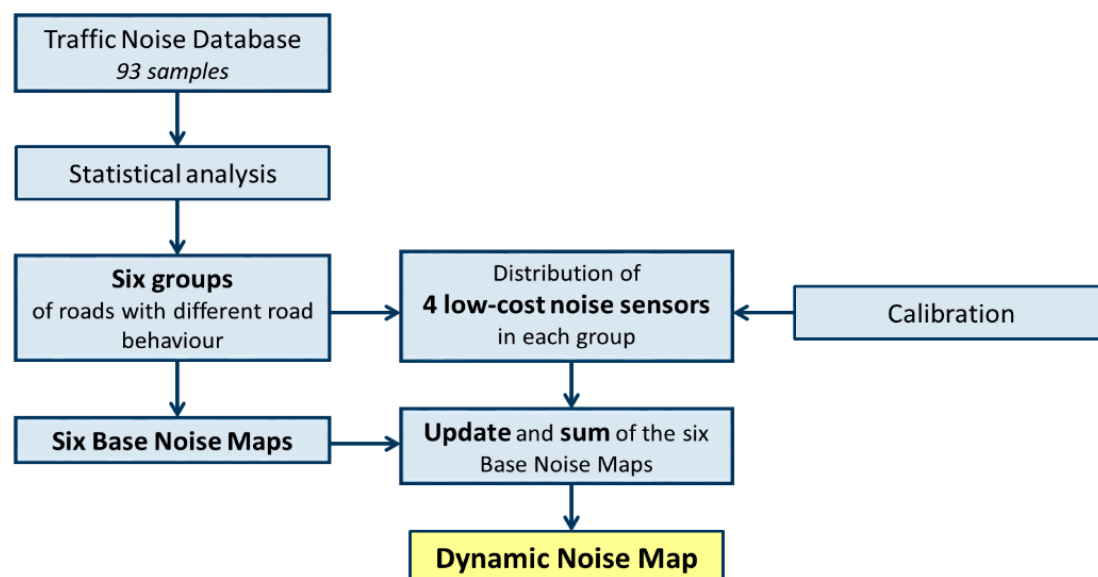 Traffic Noise Database
93 samples
Statistical analysis
Six groups
of roads with different road
behaviour
Distribution of
4 low-cost noise sensors
in each group
Calibration
Six Base Noise Maps
Update and sum of the six
Base Noise Maps
Dynamic Noise Map